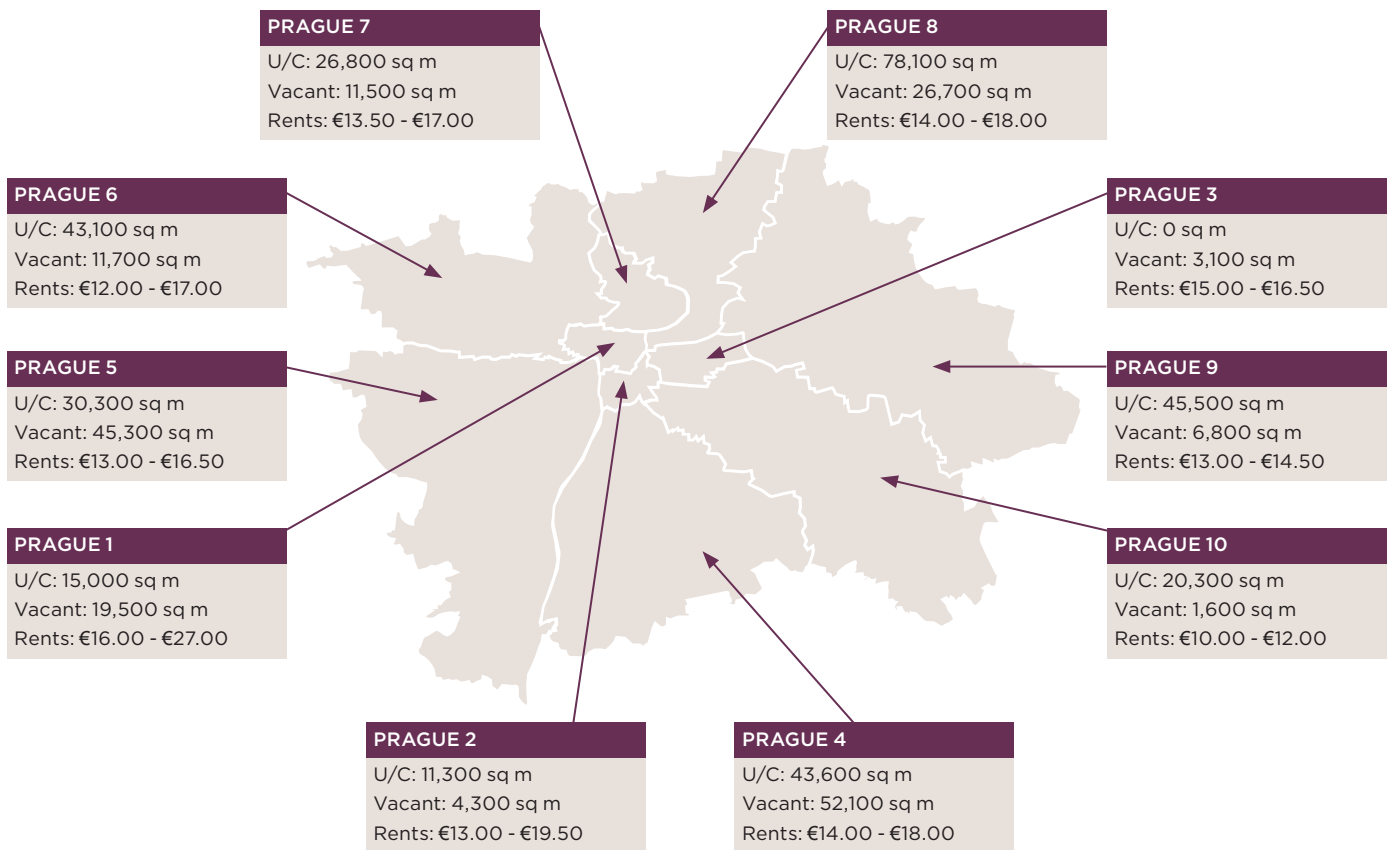 PRAGUE 7
U/C: 26,800 sq m
Vacant: 11,500 sq m
Rents: €13.50 - €17.00
PRAGUE 8
U/C: 78,100 sq m
Vacant: 26,700 sq m
Rents: €14.00 - €18.00
PRAGUE 6
U/C: 43,100 sq m
Vacant: 11,700 sq m
Rents: €12.00 - €17.00
PRAGUE 3
U/C: 0 sq m
Vacant: 3,100 sq m
Rents: €15.00 - €16.50
PRAGUE 5
U/C: 30,300 sq m
Vacant: 45,300 sq m
Rents: €13.00 - €16.50
PRAGUE 9
U/C: 45,500 sq m
Vacant: 6,800 sq m
Rents: €13.00 - €14.50
PRAGUE 1
U/C: 15,000 sq m
Vacant: 19,500 sq m
Rents: €16.00 - €27.00
PRAGUE 10
U/C: 20,300 sq m
Vacant: 1,600 sq m
Rents: €10.00 - €12.00
PRAGUE 2
U/C: 11,300 sq m
Vacant: 4,300 sq m
Rents: €13.00 - €19.50
PRAGUE 4
U/C: 43,600 sq m
Vacant: 52,100 sq m
Rents: €14.00 - €18.00